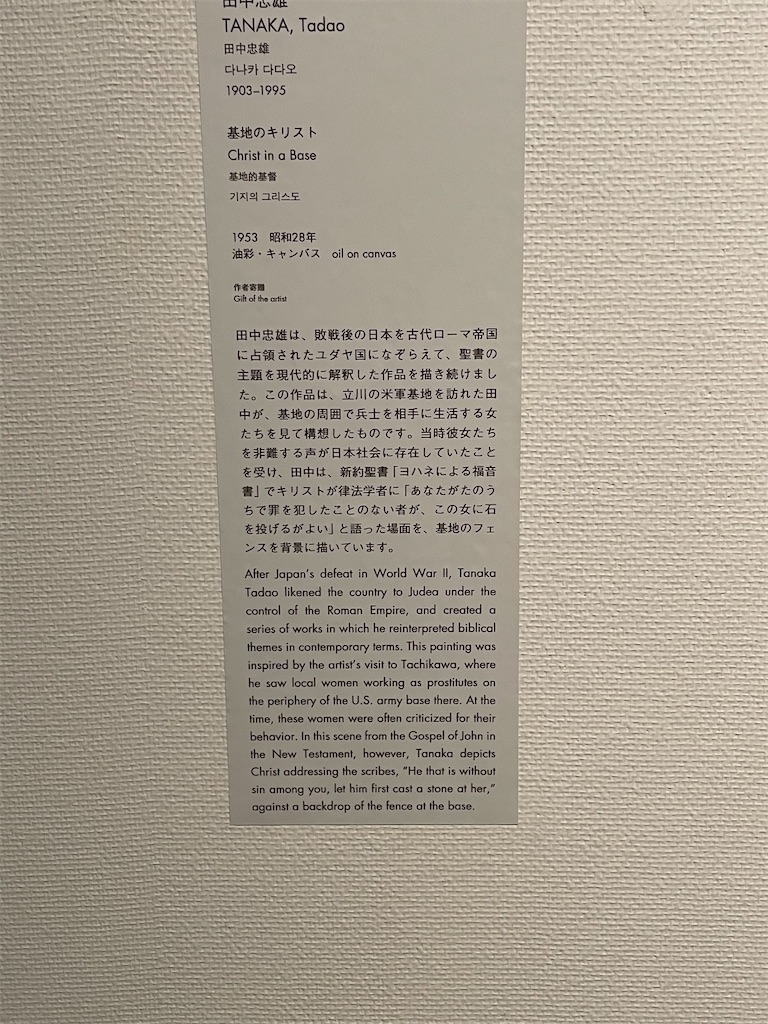 田中忠雄
TANAKA, Tadao
田中忠雄
다나카 다다오
1903–1995
基地のキリスト
Christ in a Base
基地的基督
기지의 그리스도
1953　昭和28年
油彩・キャンバス　oil on canvas
作者寄贈
Gift of the artist
田中忠雄は、敗戦後の日本を古代ローマ帝国
に占領されたユダヤ国になぞらえて、聖書の
主題を現代的に解釈した作品を描き続けまし
た。この作品は、立川の米軍基地を訪れた田
中が、基地の周囲で兵士を相手に生活する女
たちを見て構想したものです。当時彼女たち
を非難する声が日本社会に存在していたこと
を受け、田中は、新約聖書「ヨハネによる福音
書」でキリストが律法学者に「あなたがたのう
ちで罪を犯したことのない者が、この女に石
を投げるがよい」と語った場面を、基地のフェ
ンスを背景に描いています。
After Japan's defeat in World War II, Tanaka
Tadao likened the country to Judea under the
control of the Roman Empire, and created a
series of works in which he reinterpreted biblical
themes in contemporary terms. This painting was
inspired by the artist's visit to Tachikawa, where
he saw local women working as prostitutes on
the periphery of the U.S. army base there. At the
time, these women were often criticized for their
behavior. In this scene from the Gospel of John in
the New Testament, however, Tanaka depicts
Christ addressing the scribes, "He that is without
sin among you, let him first cast a stone at her,"
against a backdrop of the fence at the base.